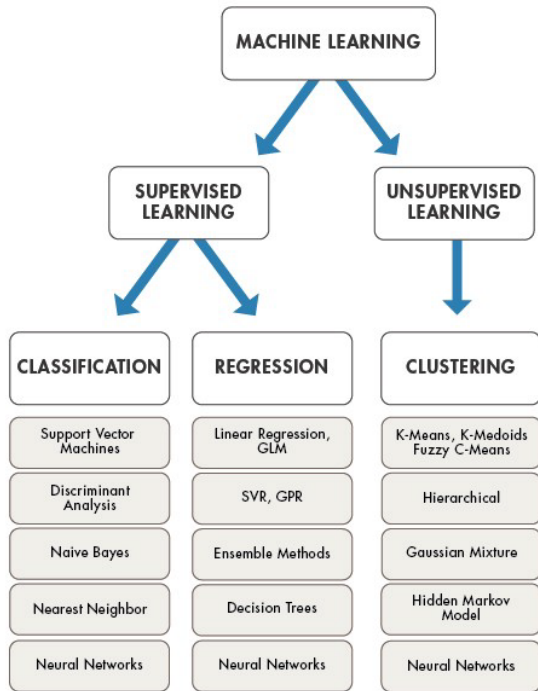 MACHINE LEARNING
SUPERVISED
LEARNING
UNSUPERVISED
LEARNING
CLASSIFICATION
Support Vector
Machines
Discriminant
Analysis
Naive Bayes
Nearest Neighbor
Neural Networks
REGRESSION
Linear Regression,
GLM
SVR, GPR
Ensemble Methods
Decision Trees
Neural Networks
CLUSTERING
K-Means, K-Medoids
Fuzzy C-Means
Hierarchical
Gaussian Mixture
Hidden Markov
Model
Neural Networks